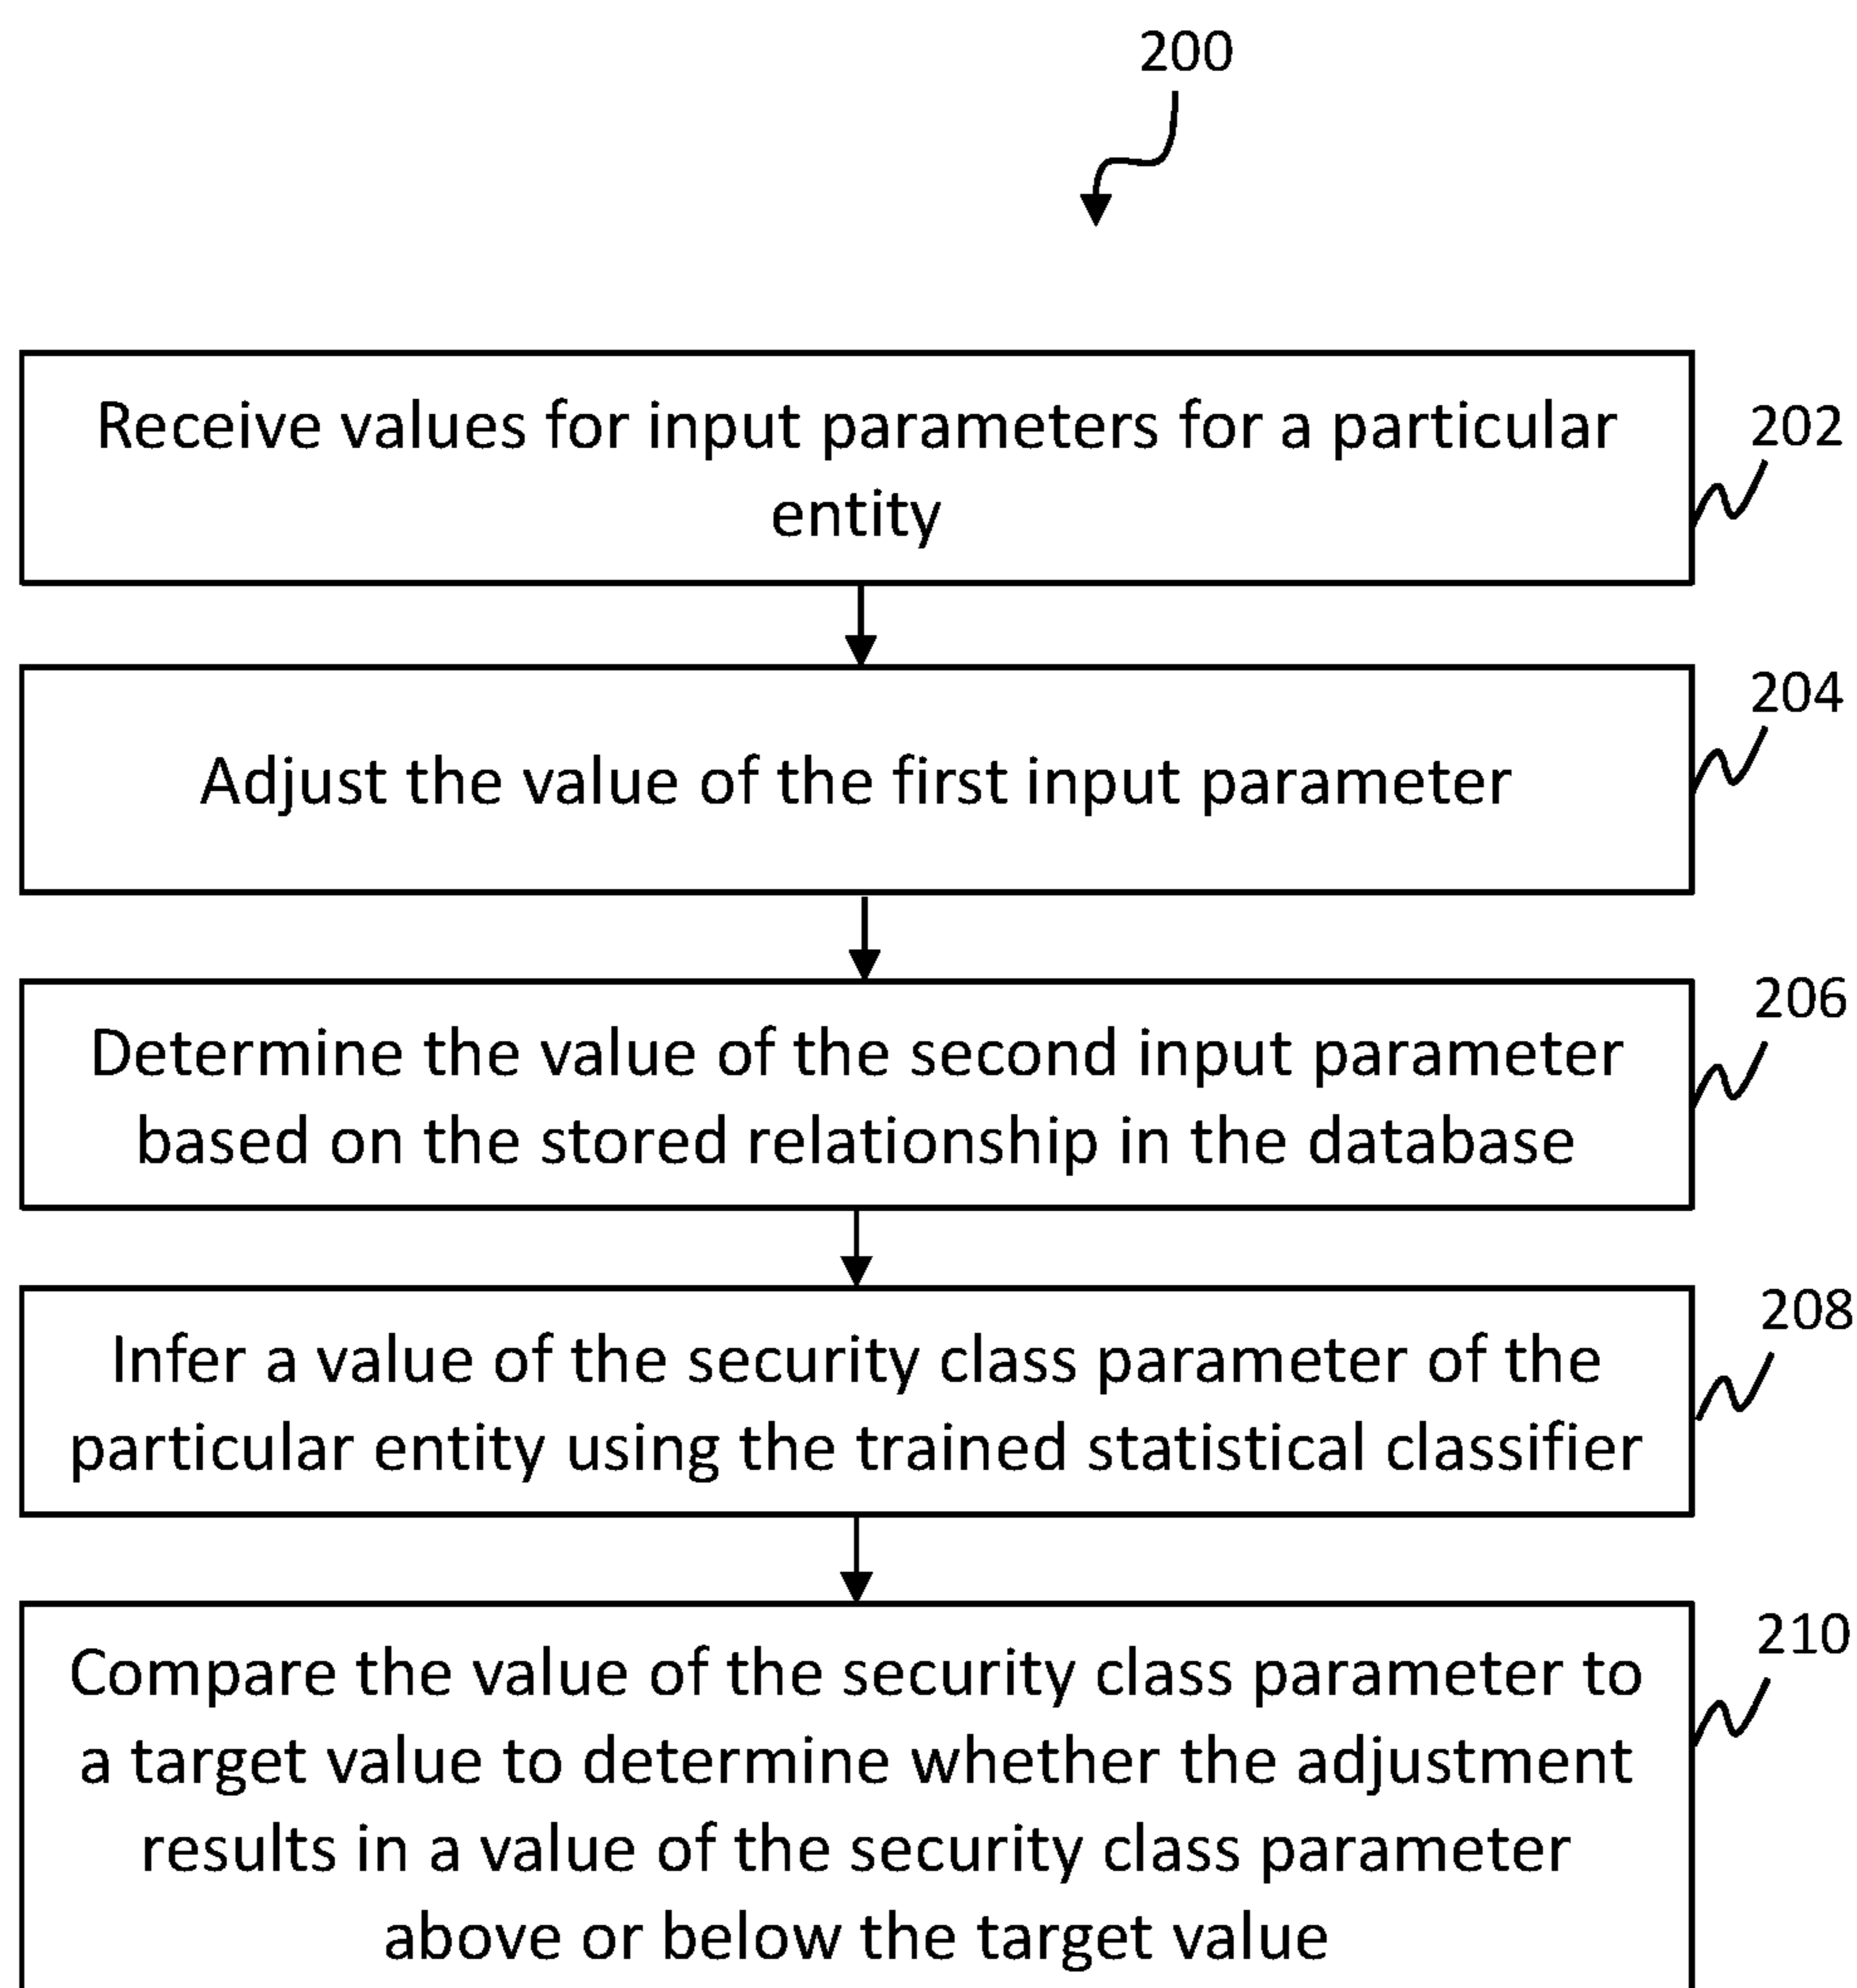 200
Receive values for input parameters for a particular
entity
202
Adjust the value of the first input parameter
204
Determine the value of the second input parameter
based on the stored relationship in the database
206
Infer a value of the security class parameter of the
particular entity using the trained statistical classifier
208
Compare the value of the security class parameter to
a target value to determine whether the adjustment
results in a value of the security class parameter
above or below the target value
210